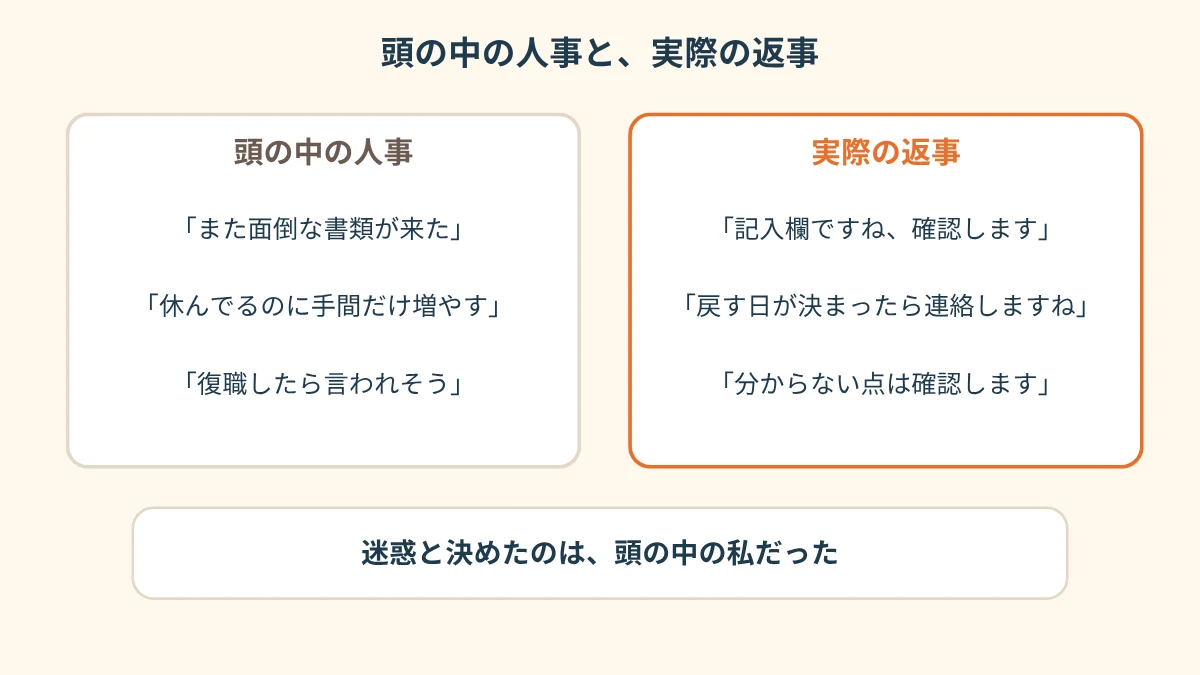 頭の中の人事と、実際の返事
頭の中の人事
「また面倒な書類が来た」
「休んでるのに手間だけ増やす」
「復職したら言われそう」
実際の返事
「記入欄ですね、確認します」
「戻す日が決まったら連絡しますね」
「分からない点は確認します」
迷惑と決めたのは、頭の中の私だった